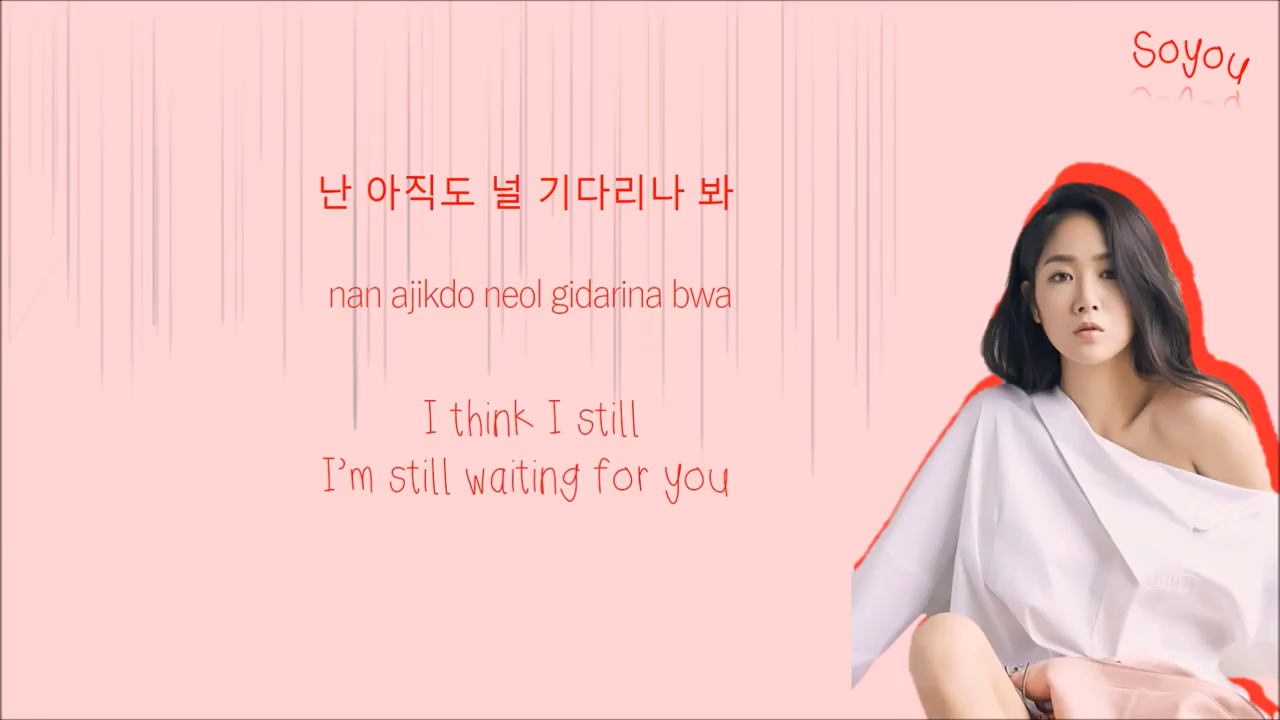 Soyou
난 아직도 널 기다리나 봐
nan ajikdo neol gidarina bwa
I think I still
I'm still waiting for you